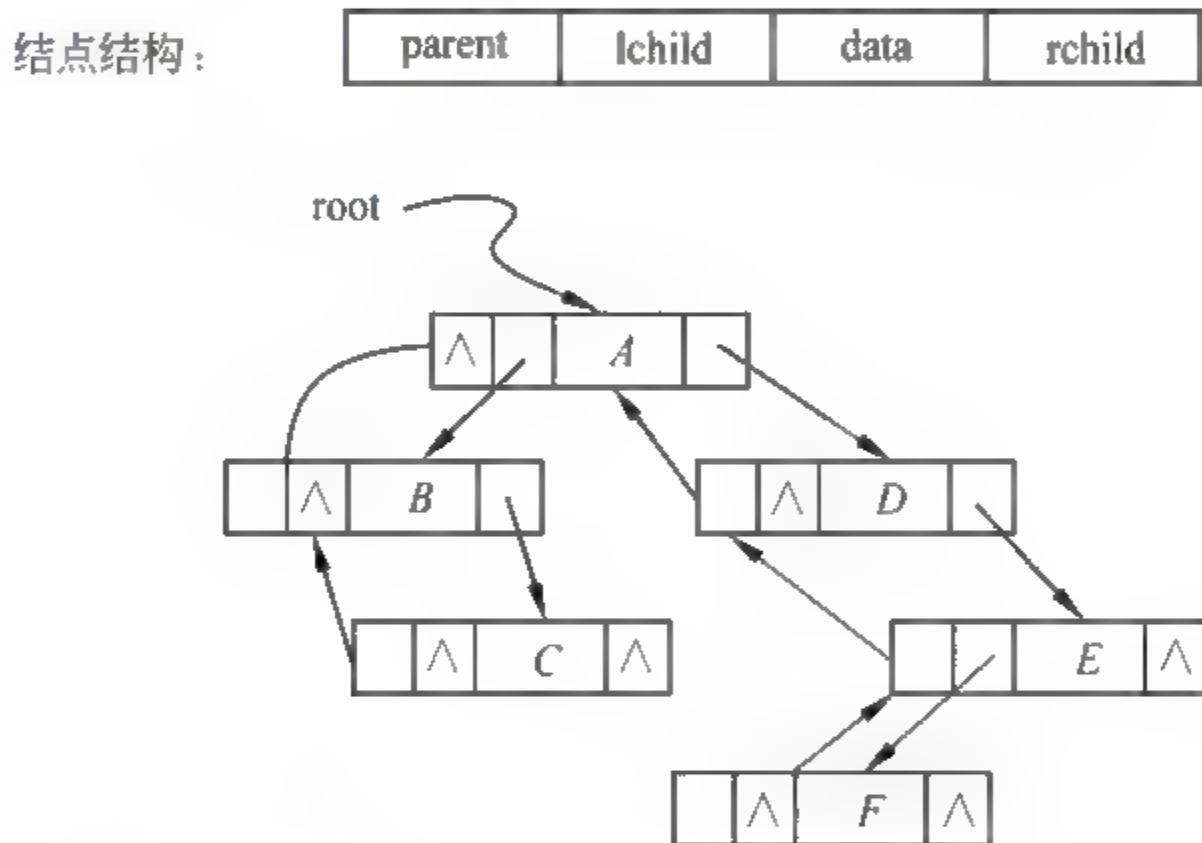 结点结构: parent lchild data rchild
root
∧ A
∧ B ∧ D
∧ C ∧ E ∧
∧ F ∧